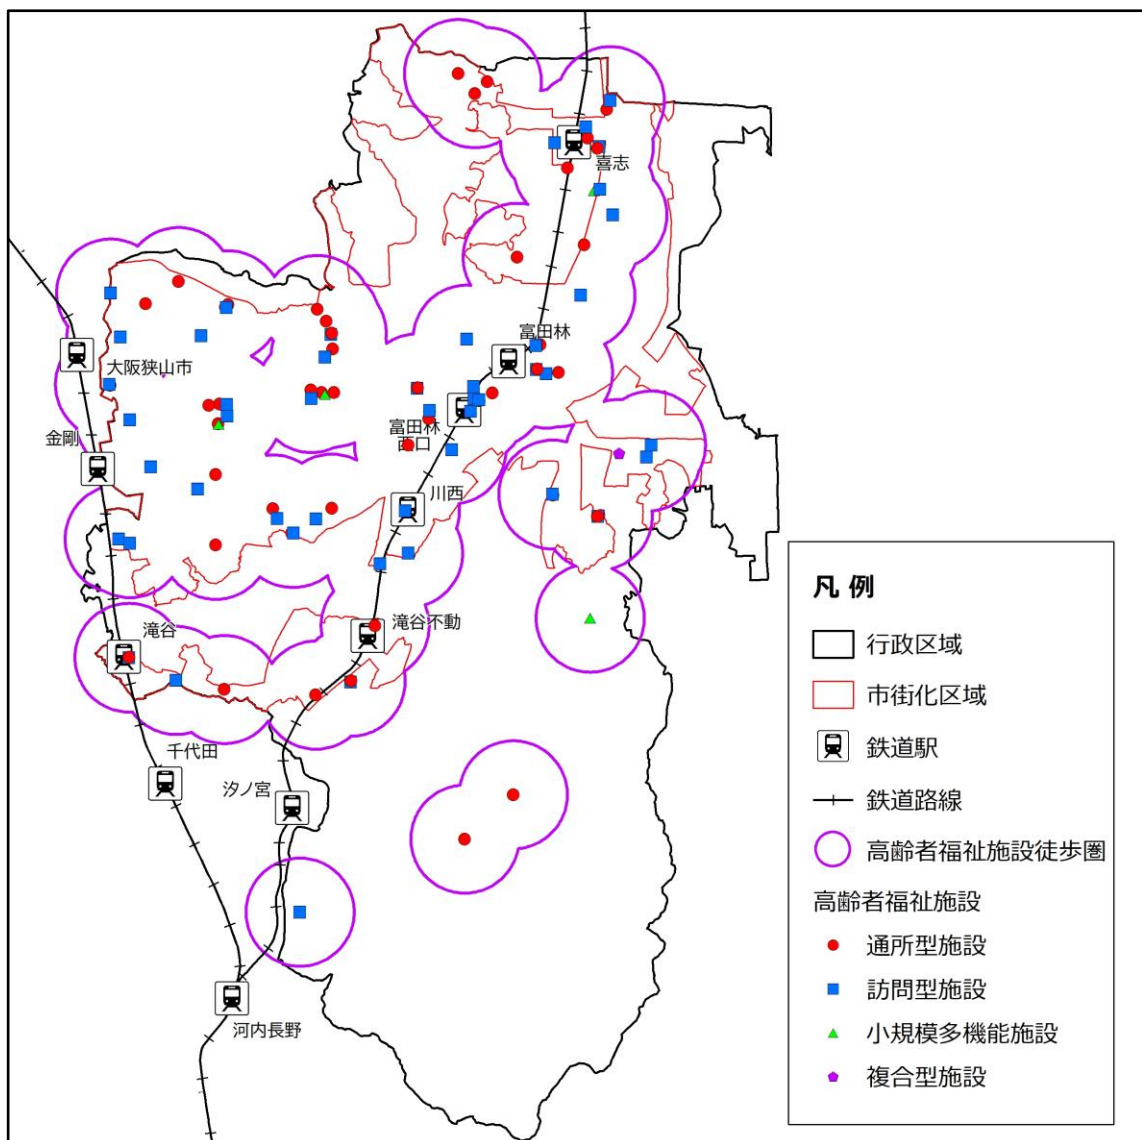 喜志
富田林
大阪狭山市
富田林
西口
金剛
川西
滝谷
滝谷不動
千代田
汐ノ宮
河内長野
凡 例
行政区域
市街化区域
鉄道駅
鉄道路線
高齢者福祉施設徒歩圏
高齢者福祉施設
通所型施設
訪問型施設
小規模多機能施設
複合型施設